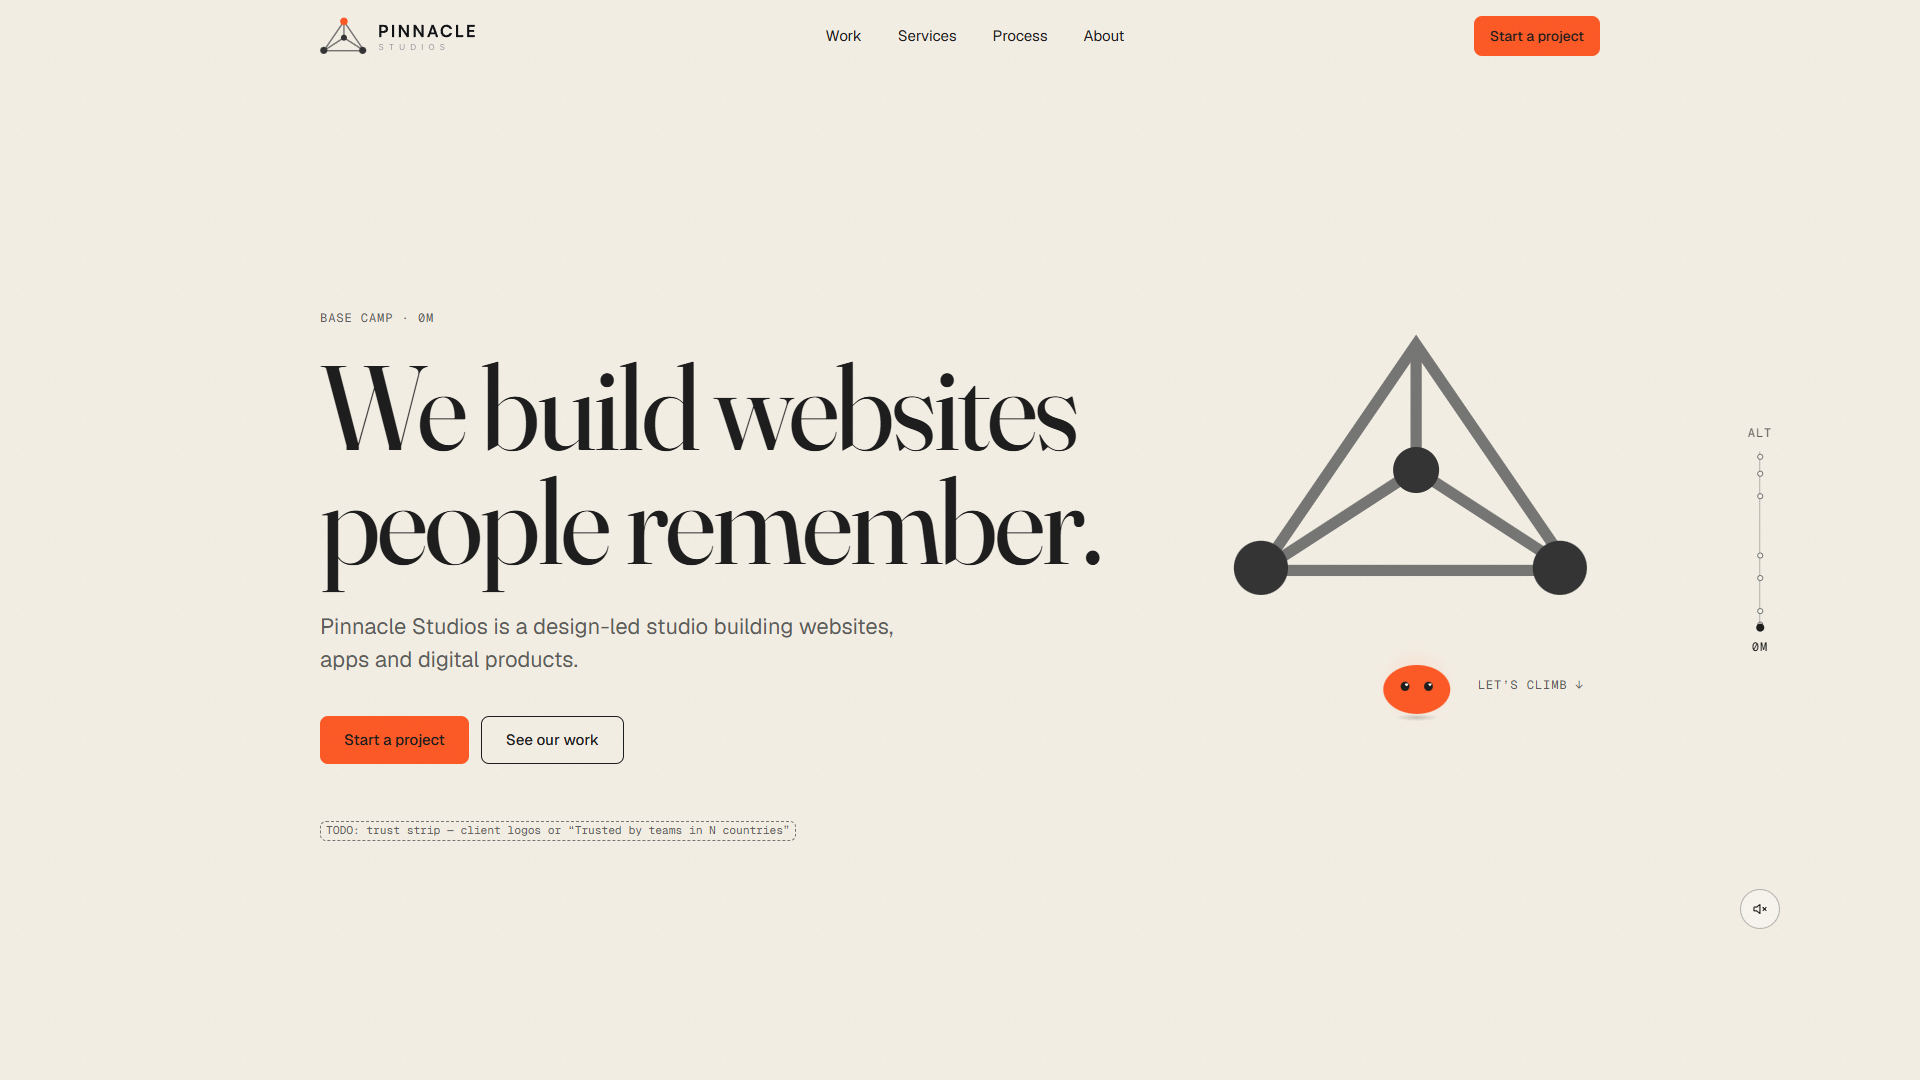 PINNACLE
STUDIOS
Work
Services
Process
About
Start a project
BASE CAMP · 0M
We build websites
people remember.
Pinnacle Studios is a design-led studio building websites,
apps and digital products.
Start a project
See our work
TODO: trust strip — client logos or “Trusted by teams in N countries”
LET’S CLIMB ↓
ALT
0M